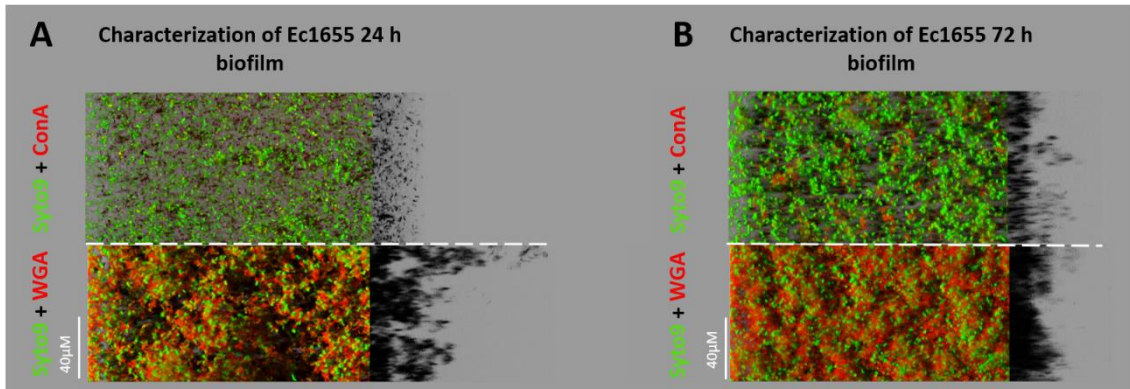 A
Characterization of Ec1655 24 h
biofilm
Syto9 + ConA
Syto9 + WGA
40µM
B
Characterization of Ec1655 72 h
biofilm
Syto9 + ConA
Syto9 + WGA
40µM